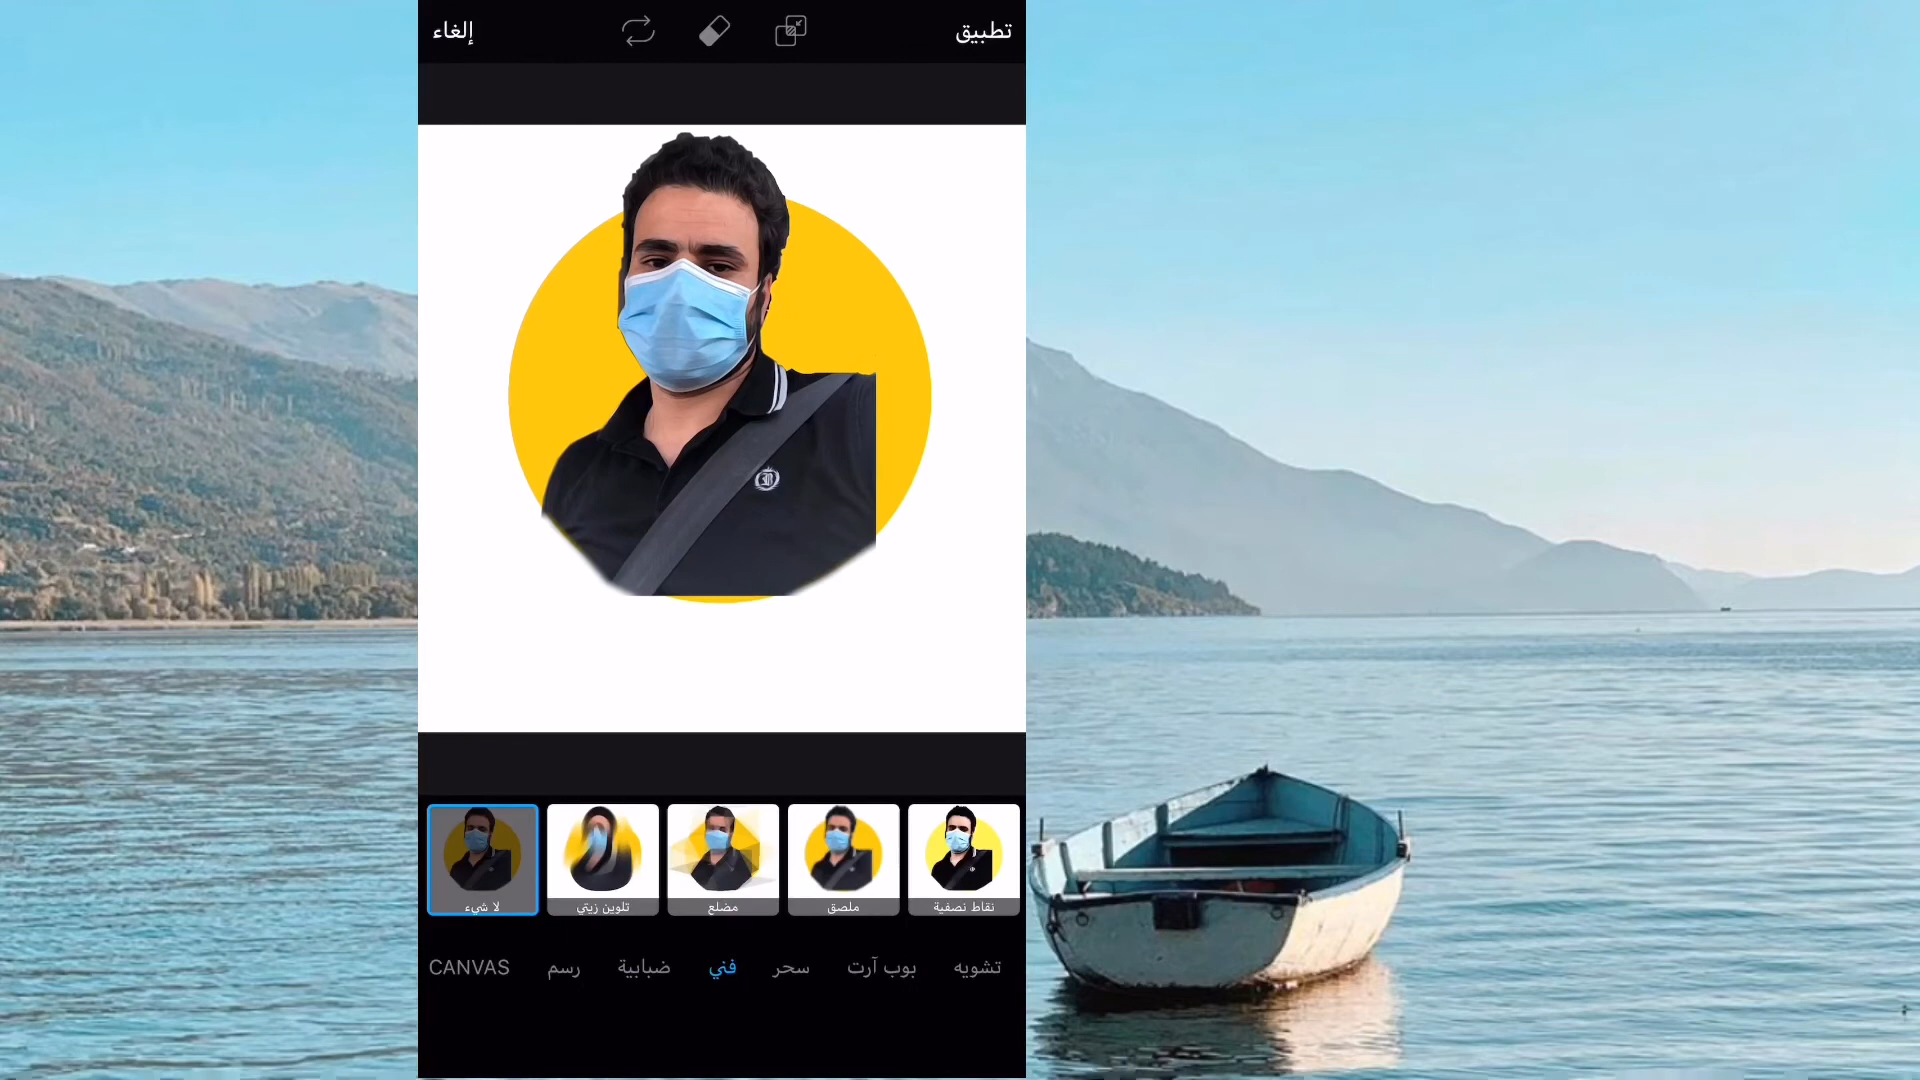 تطبيق
إلغاء
لا شيء
تلوين زيتي
مضلع
ملصق
نقاط نصفية
CANVAS
رسم
ضبابية
فني
سحر
بوب آرت
تشويه